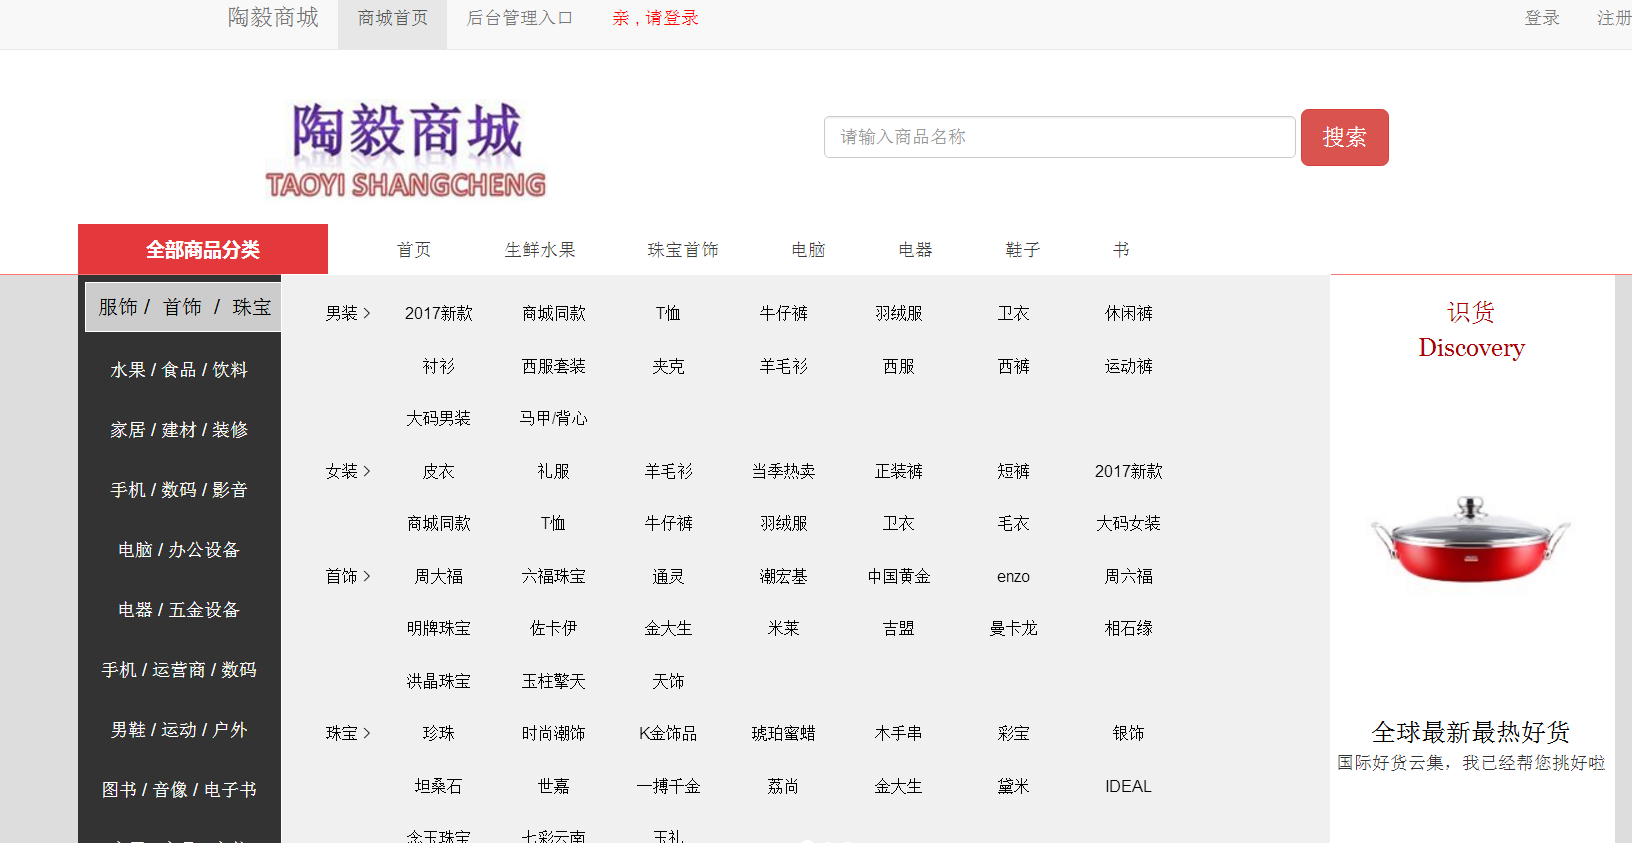 陶毅商城 商城首页 后台管理入口 亲，请登录 登录 注册
陶毅商城
TAOYI SHANGCHENG
请输入商品名称 搜索
全部商品分类 首页 生鲜水果 珠宝首饰 电脑 电器 鞋子 书
服饰 / 首饰 / 珠宝
水果 / 食品 / 饮料
家居 / 建材 / 装修
手机 / 数码 / 影音
电脑 / 办公设备
电器 / 五金设备
手机 / 运营商 / 数码
男鞋 / 运动 / 户外
图书 / 音像 / 电子书
男装 > 2017新款 商城同款 T恤 牛仔裤 羽绒服 卫衣 休闲裤
衬衫 西服套装 夹克 羊毛衫 西服 西裤 运动裤
大码男装 马甲/背心
女装 > 皮衣 礼服 羊毛衫 当季热卖 正装裤 短裤 2017新款
商城同款 T恤 牛仔裤 羽绒服 卫衣 毛衣 大码女装
首饰 > 周大福 六福珠宝 通灵 潮宏基 中国黄金 enzo 周六福
明牌珠宝 佐卡伊 金大生 米莱 吉盟 曼卡龙 相石缘
洪晶珠宝 玉柱擎天 天饰
珠宝 > 珍珠 时尚潮饰 K金饰品 琥珀蜜蜡 木手串 彩宝 银饰
坦桑石 世嘉 一搏千金 荔尚 金大生 黛米 IDEAL
念玉珠宝 七彩云南 玉礼
识货
Discovery
全球最新最热好货
国际好货云集，我已经帮您挑好啦